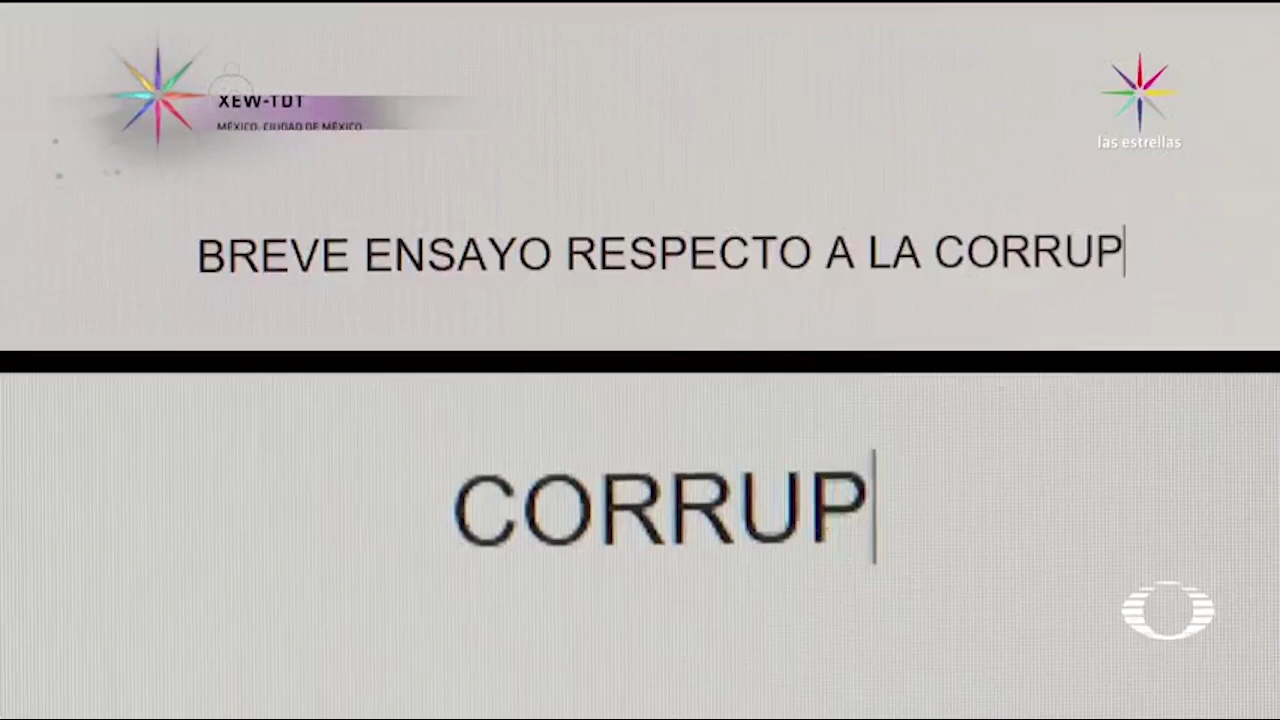 XEW-TDT
MÉXICO, CIUDAD DE MÉXICO
las estrellas
BREVE ENSAYO RESPECTO A LA CORRUP
CORRUP